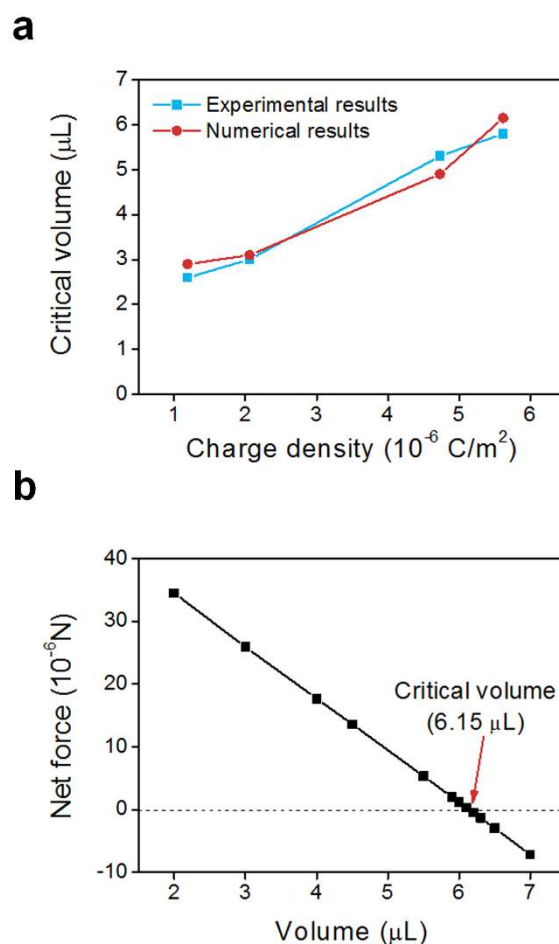 a
7
6
5
4
3
2
1
0
Critical volume (μL)
Experimental results
Numerical results
1 2 3 4 5 6
Charge density (10⁻⁶ C/m²)
b
40
30
20
10
0
-10
Net force (10⁻⁶N)
Critical volume
(6.15 μL)
2 3 4 5 6 7
Volume (μL)